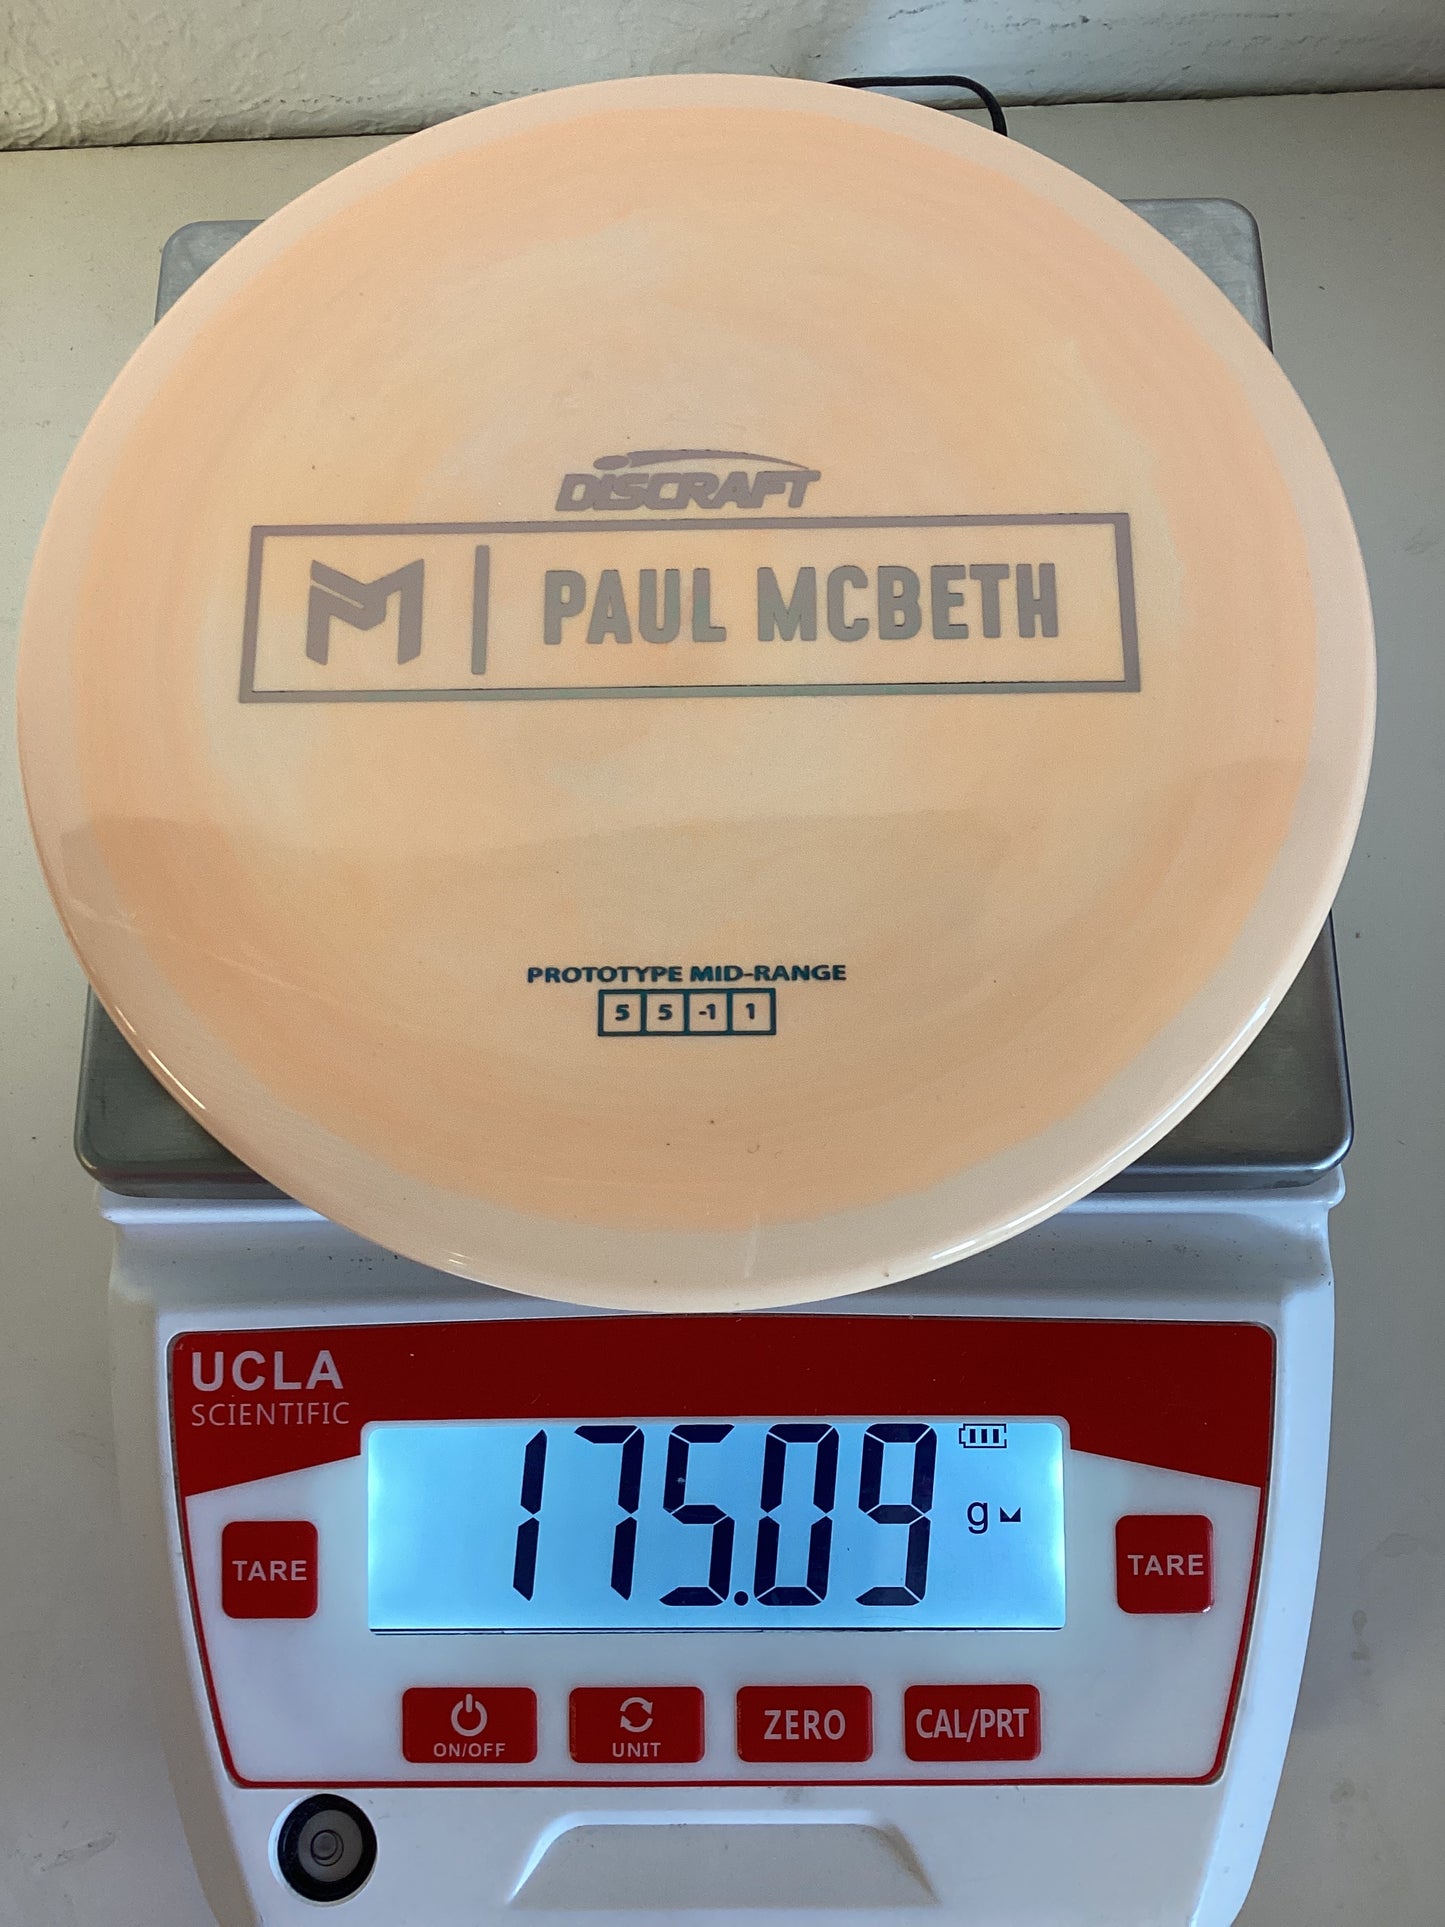 DISCRAFT
M | PAUL MCBETH
PROTOTYPE MID-RANGE
5 5 -1 1
UCLA
SCIENTIFIC
175.09 g
TARE
TARE
ON/OFF
UNIT
ZERO
CAL/PRT